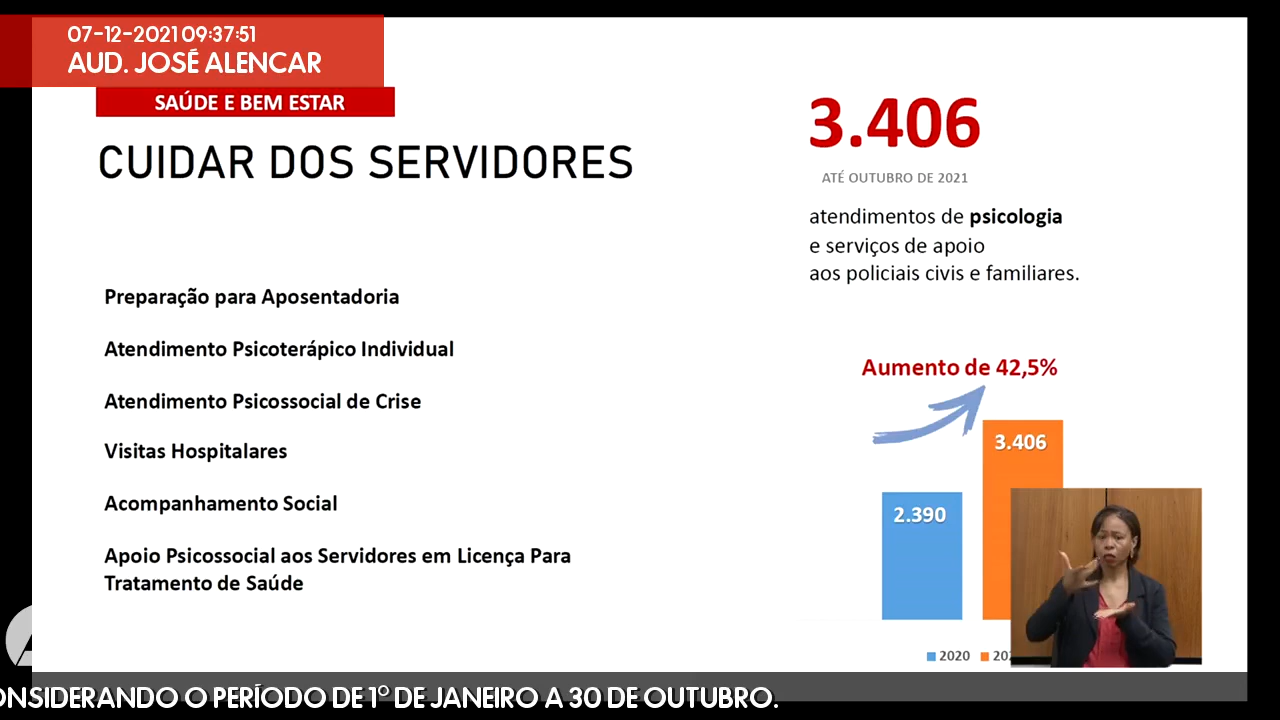 07-12-2021 09:37:51
AUD. JOSÉ ALENCAR
SAÚDE E BEM ESTAR
CUIDAR DOS SERVIDORES
Preparação para Aposentadoria
Atendimento Psicoterápico Individual
Atendimento Psicossocial de Crise
Visitas Hospitalares
Acompanhamento Social
Apoio Psicossocial aos Servidores em Licença Para
Tratamento de Saúde
3.406
ATÉ OUTUBRO DE 2021
atendimentos de psicologia
e serviços de apoio
aos policiais civis e familiares.
Aumento de 42,5%
3.406
2.390
2020
ONSIDERANDO O PERÍODO DE 1º DE JANEIRO A 30 DE OUTUBRO.